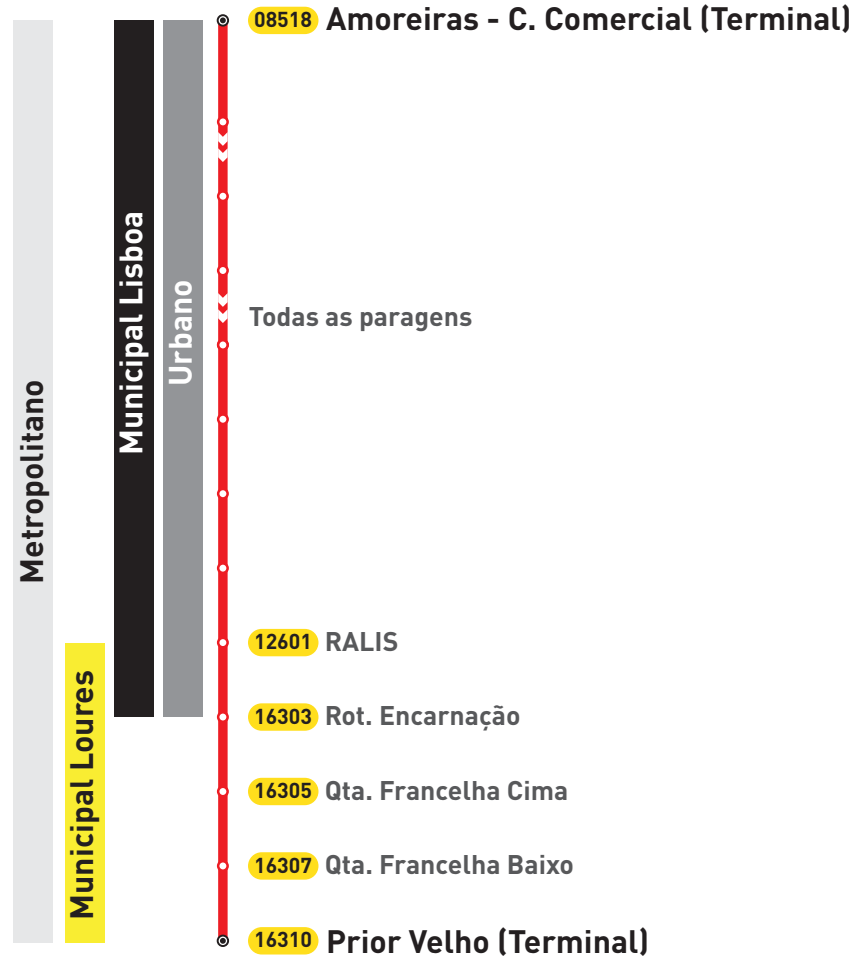 08518 Amoreiras - C. Comercial (Terminal)
Metropolitano
Municipal Loures
Municipal Lisboa
Urbano
Todas as paragens
12601 RALIS
16303 Rot. Encarnação
16305 Qta. Francelha Cima
16307 Qta. Francelha Baixo
16310 Prior Velho (Terminal)